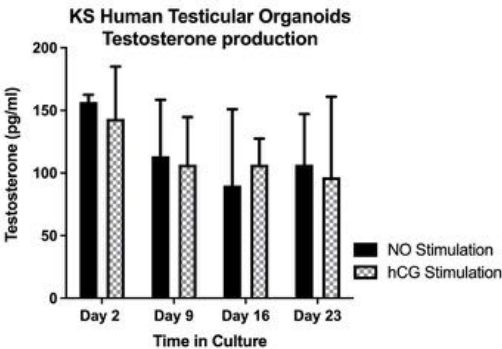 KS Human Testicular Organoids
Testosterone production
Testosterone (pg/ml)
200
150
100
50
0
Day 2 Day 9 Day 16 Day 23
Time in Culture
NO Stimulation
hCG Stimulation